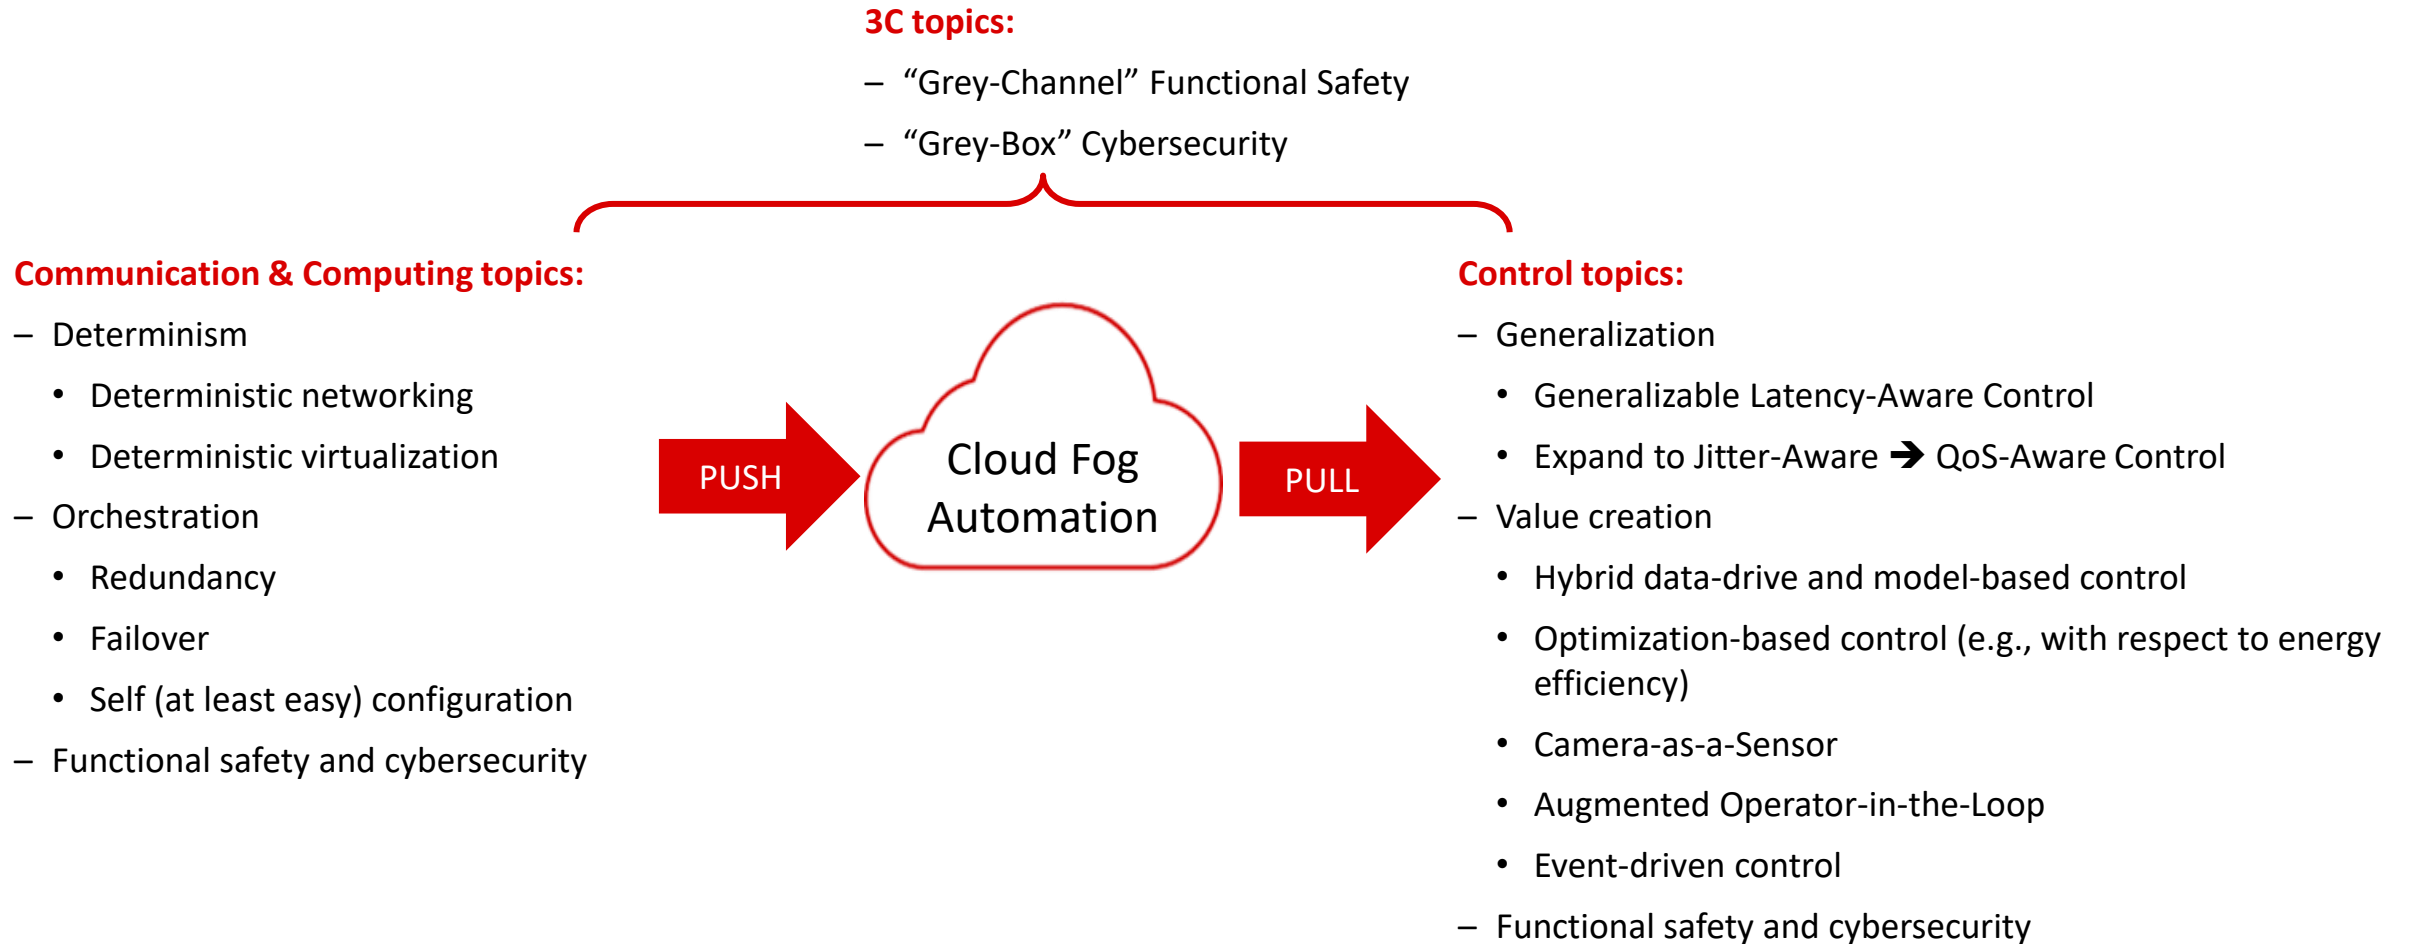 3C topics:
– “Grey-Channel” Functional Safety
– “Grey-Box” Cybersecurity
Communication & Computing topics:
– Determinism
• Deterministic networking
• Deterministic virtualization
– Orchestration
• Redundancy
• Failover
• Self (at least easy) configuration
– Functional safety and cybersecurity
PUSH
Cloud Fog
Automation
PULL
Control topics:
– Generalization
• Generalizable Latency-Aware Control
• Expand to Jitter-Aware ➔ QoS-Aware Control
– Value creation
• Hybrid data-drive and model-based control
• Optimization-based control (e.g., with respect to energy
efficiency)
• Camera-as-a-Sensor
• Augmented Operator-in-the-Loop
• Event-driven control
– Functional safety and cybersecurity